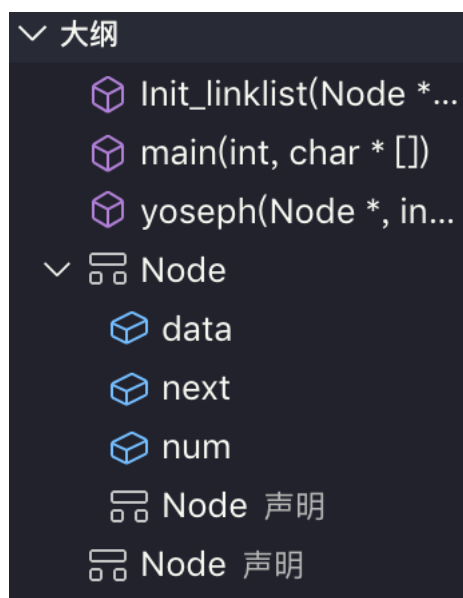 大纲
Init_linklist(Node *...
main(int, char * [])
yoseph(Node *, in...
Node
data
next
num
Node 声明
Node 声明